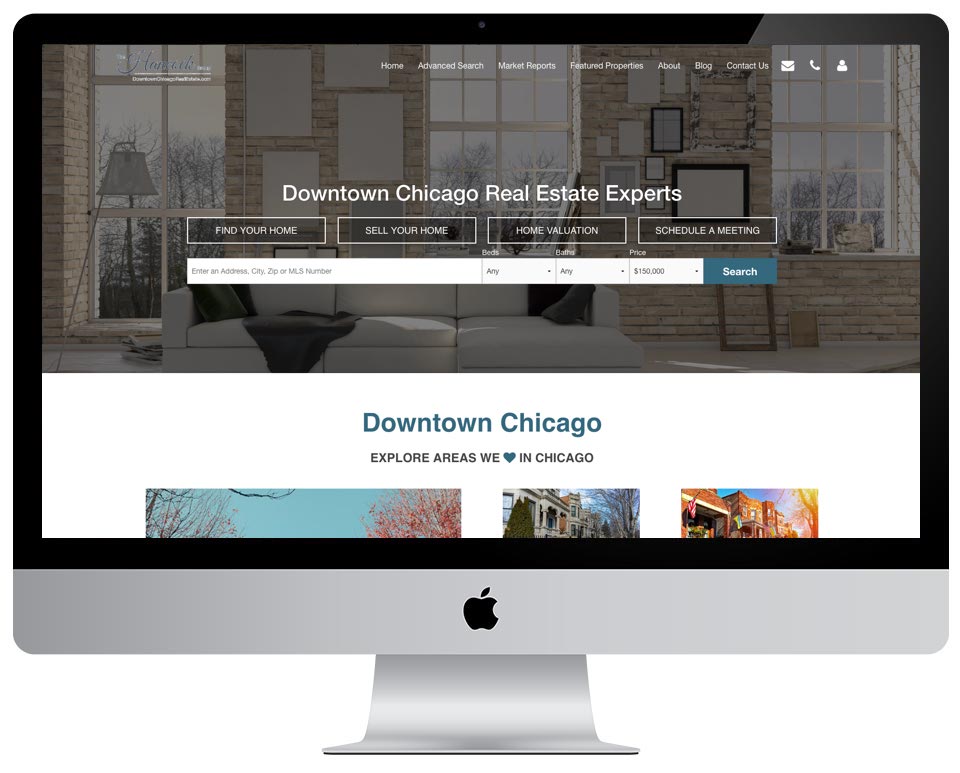 The Hancock Group
DowntownChicagoRealEstate.com
Home Advanced Search Market Reports Featured Properties About Blog Contact Us
Downtown Chicago Real Estate Experts
FIND YOUR HOME SELL YOUR HOME HOME VALUATION SCHEDULE A MEETING
Beds Baths Price
Enter an Address, City, Zip or MLS Number Any Any $150,000 Search
Downtown Chicago
EXPLORE AREAS WE IN CHICAGO